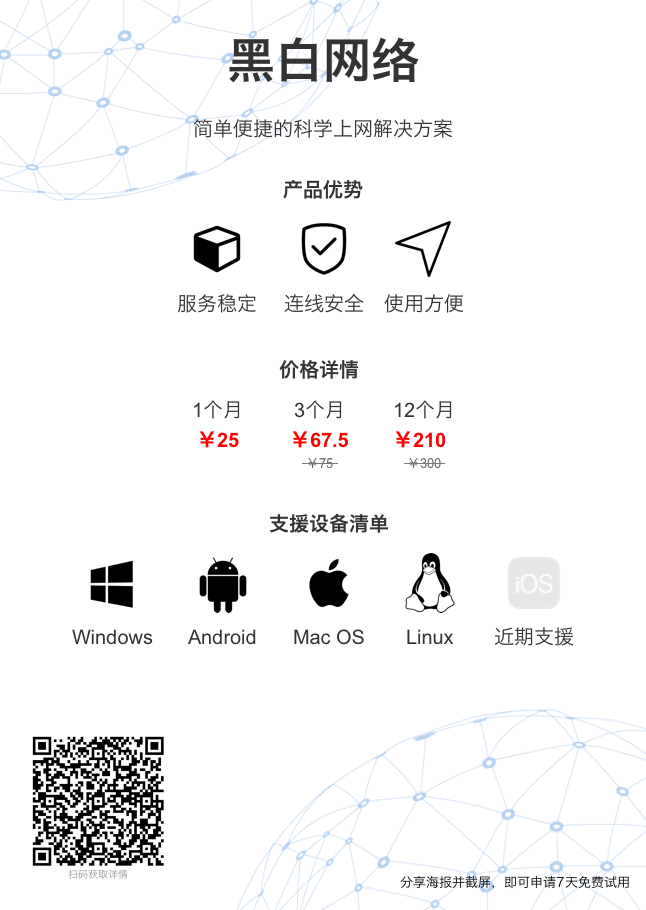 黑白网络
简单便捷的科学上网解决方案
产品优势
服务稳定 连线安全 使用方便
价格详情
1个月 3个月 12个月
￥25 ￥67.5 ￥210
￥75 ￥300
支援设备清单
iOS
Windows Android Mac OS Linux 近期支援
扫码获取详情
分享海报并截屏，即可申请7天免费试用